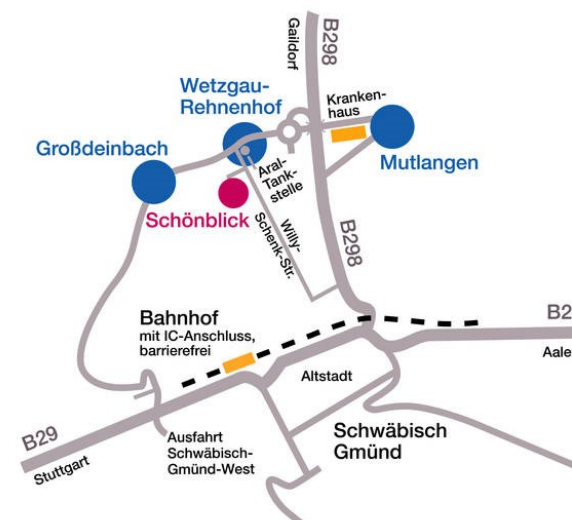 B298
Gaildorf
Wetzgau-
Rehnenhof
Kranken-
haus
Großdeinbach
Mutlangen
Aral-
Tank-
stelle
Schönblick
Willy-
Schenk-Str.
B298
Bahnhof
mit IC-Anschluss,
barrierefrei
B2
Aale
Altstadt
B29
Stuttgart
Ausfahrt
Schwäbisch-
Gmünd-West
Schwäbisch
Gmünd